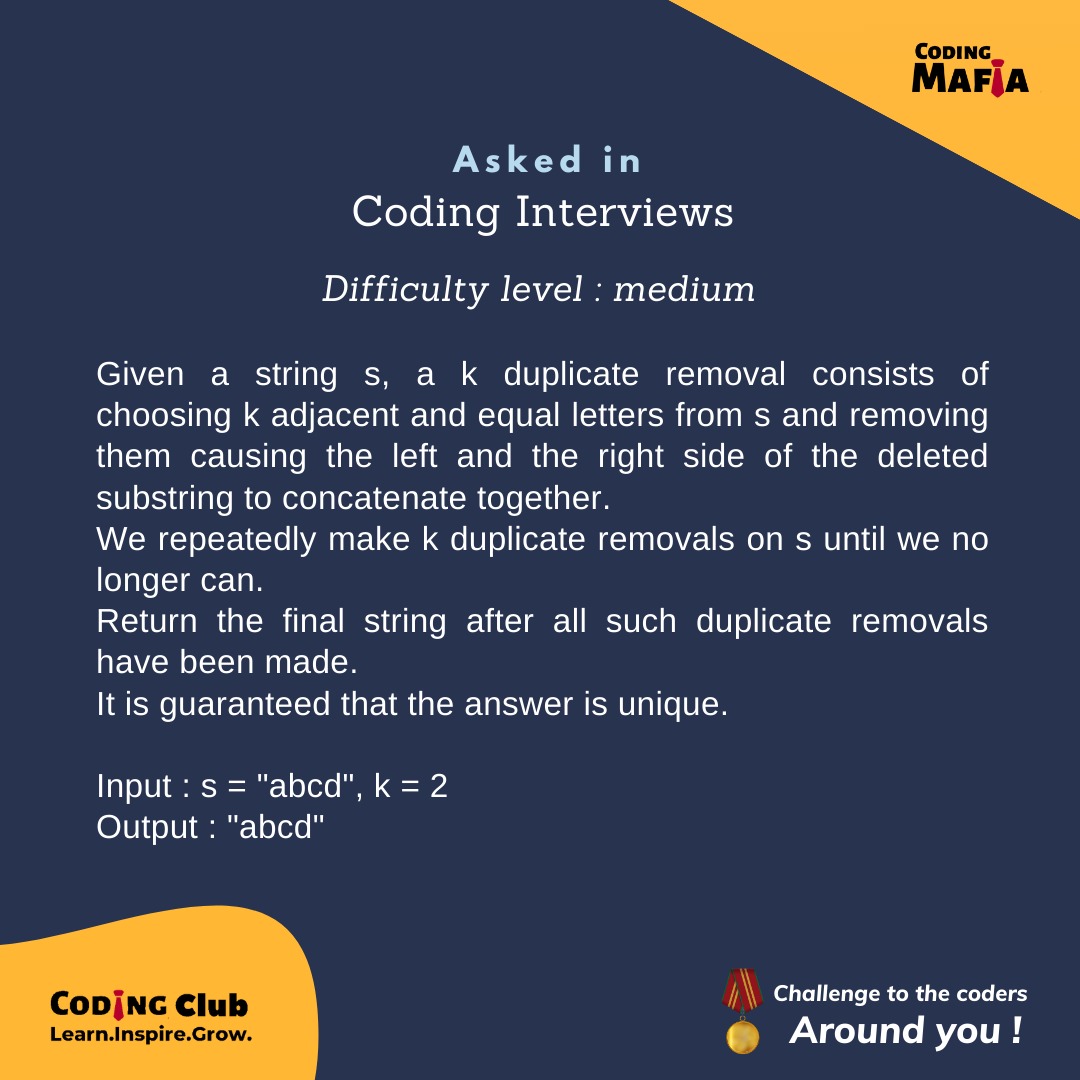 CODING
MAFIA
Asked in
Coding Interviews
Difficulty level : medium
Given a string s, a k duplicate removal consists of
choosing k adjacent and equal letters from s and removing
them causing the left and the right side of the deleted
substring to concatenate together.
We repeatedly make k duplicate removals on s until we no
longer can.
Return the final string after all such duplicate removals
have been made.
It is guaranteed that the answer is unique.
Input : s = "abcd", k = 2
Output : "abcd"
CODING Club
Learn.Inspire.Grow.
Challenge to the coders
Around you !